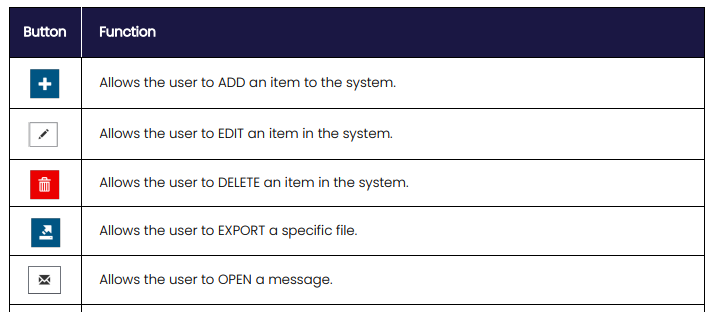 Button Function
Allows the user to ADD an item to the system.
Allows the user to EDIT an item in the system.
Allows the user to DELETE an item in the system.
Allows the user to EXPORT a specific file.
Allows the user to OPEN a message.